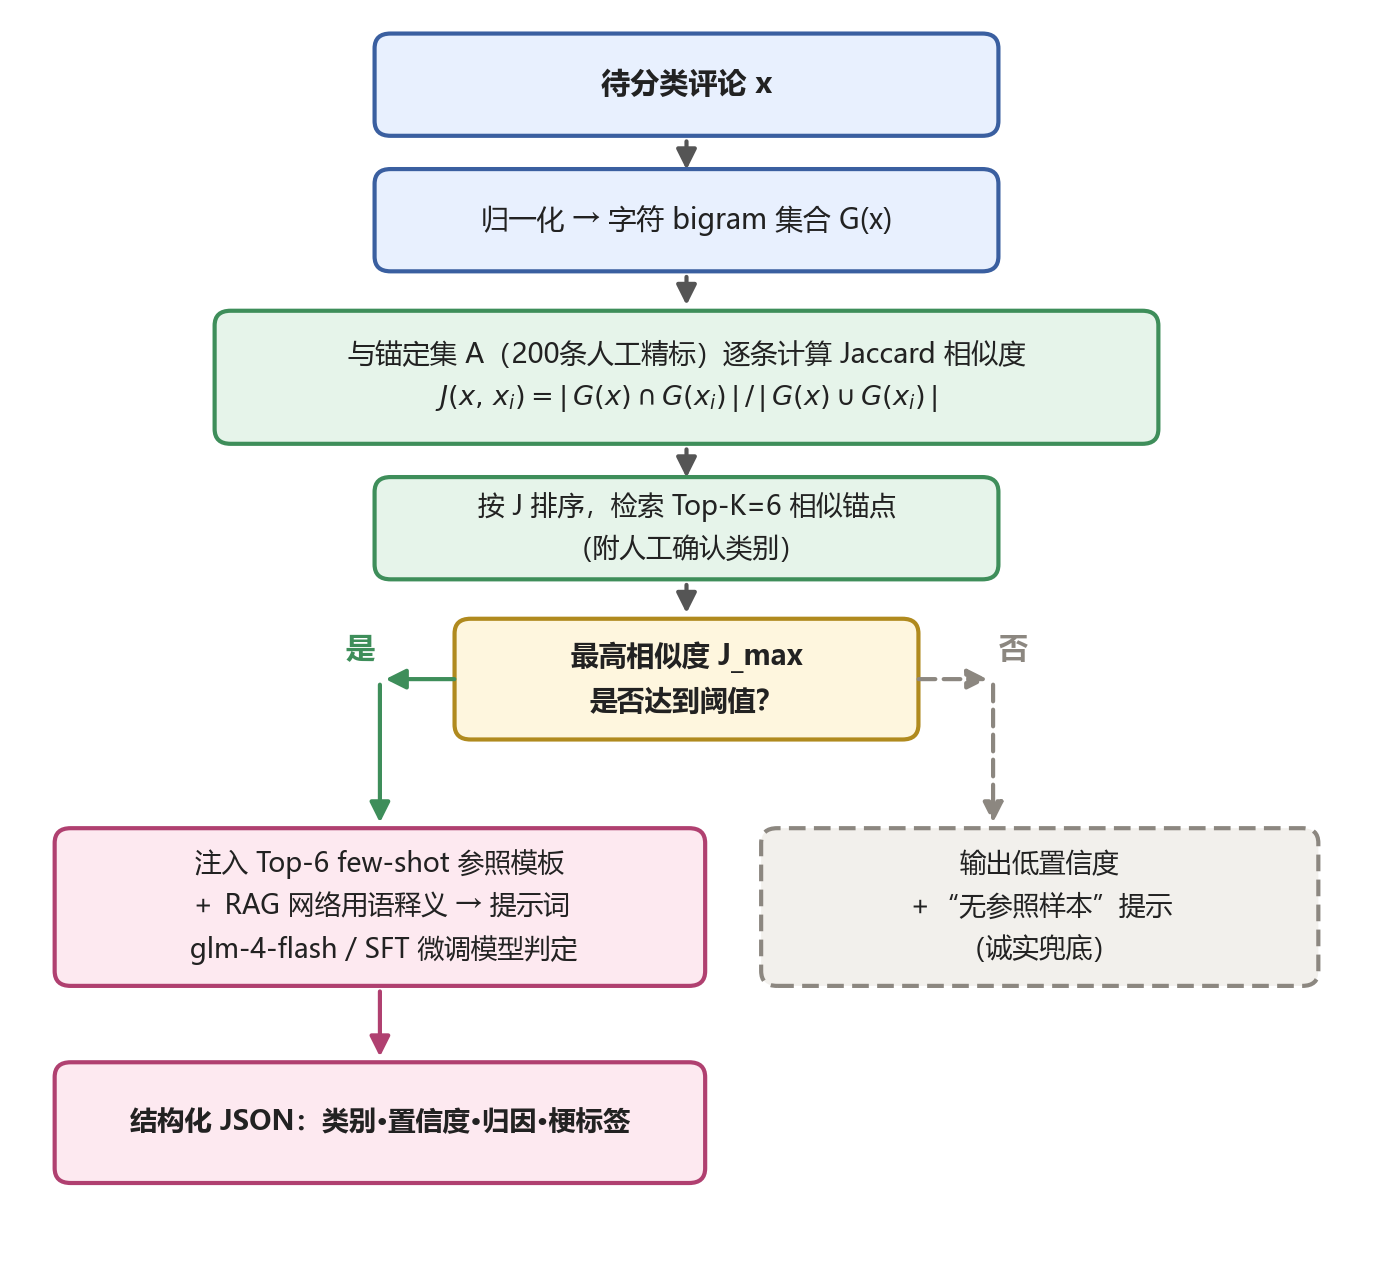 待分类评论 x
归一化 → 字符 bigram 集合 G(x)
与锚定集 A（200条人工精标）逐条计算 Jaccard 相似度
J(x, x_i) = | G(x) ∩ G(x_i) | / | G(x) ∪ G(x_i) |
按 J 排序，检索 Top-K=6 相似锚点
（附人工确认类别）
最高相似度 J_max
是否达到阈值？
是
否
注入 Top-6 few-shot 参照模板
+ RAG 网络用语释义 → 提示词
glm-4-flash / SFT 微调模型判定
输出低置信度
+ “无参照样本”提示
（诚实兜底）
结构化 JSON：类别·置信度·归因·梗标签